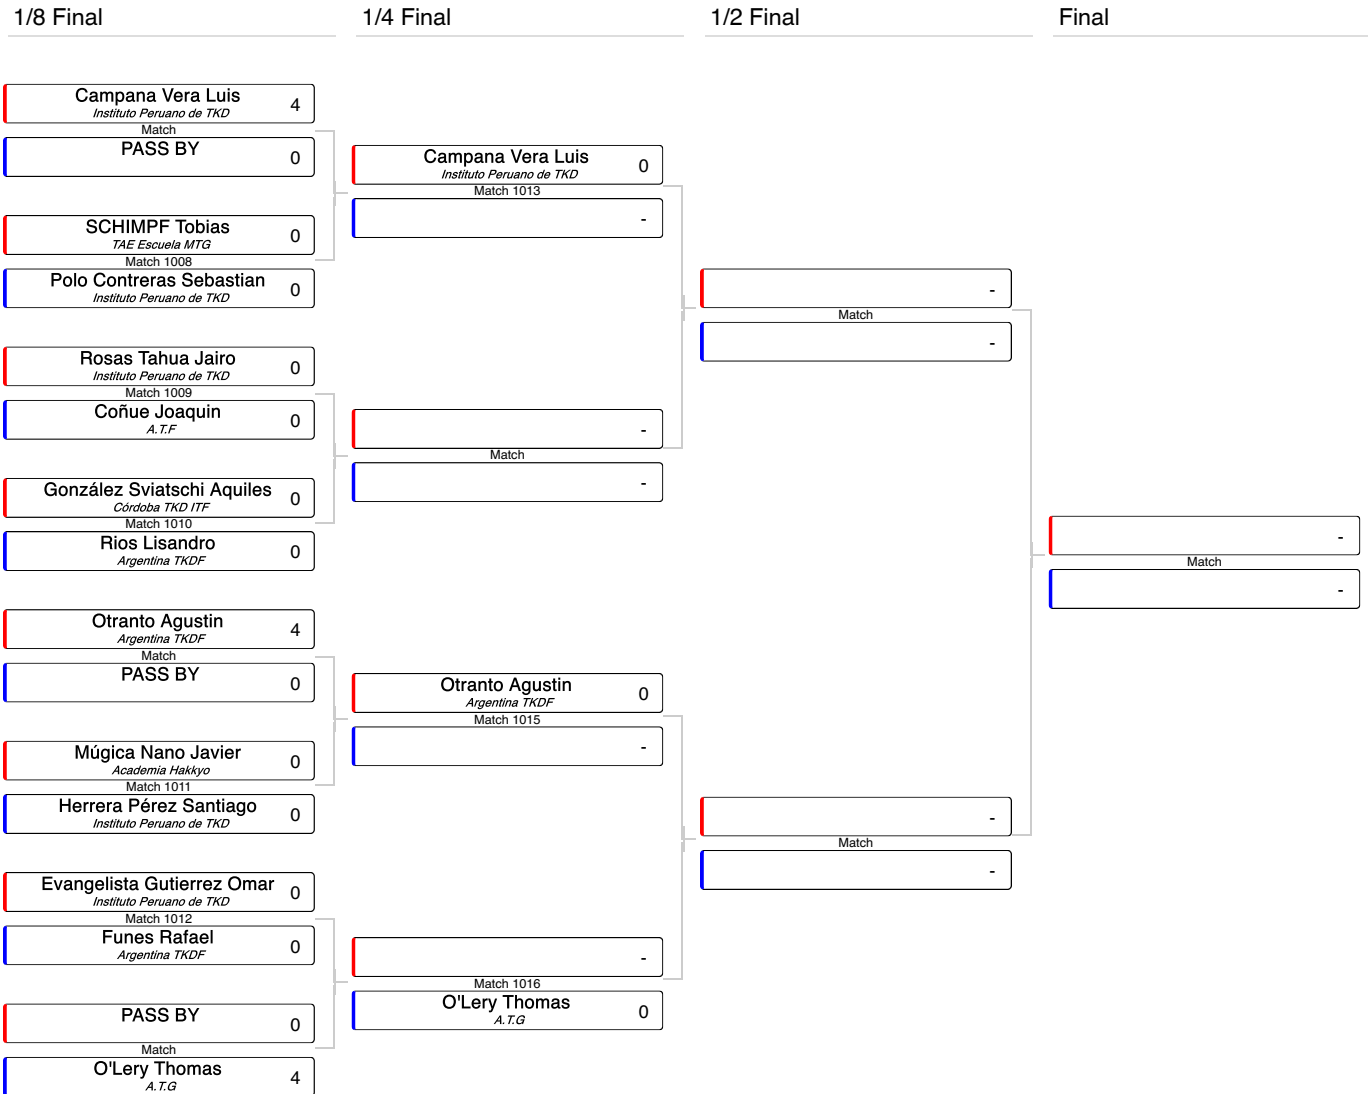 1/8 Final
1/4 Final
1/2 Final
Final
Campana Vera Luis 4
Instituto Peruano de TKD
Match
PASS BY 0
SCHIMPF Tobias 0
TAE Escuela MTG
Match 1008
Polo Contreras Sebastian 0
Instituto Peruano de TKD
Rosas Tahua Jairo 0
Instituto Peruano de TKD
Match 1009
Coñue Joaquin 0
A.T.F
González Sviatschi Aquiles 0
Córdoba TKD ITF
Match 1010
Rios Lisandro 0
Argentina TKDF
Otranto Agustin 4
Argentina TKDF
Match
PASS BY 0
Múgica Nano Javier 0
Academia Hakkyo
Match 1011
Herrera Pérez Santiago 0
Instituto Peruano de TKD
Evangelista Gutierrez Omar 0
Instituto Peruano de TKD
Match 1012
Funes Rafael 0
Argentina TKDF
PASS BY 0
Match
O'Lery Thomas 4
A.T.G
Campana Vera Luis 0
Instituto Peruano de TKD
Match 1013
-
-
Match
-
Otranto Agustin 0
Argentina TKDF
Match 1015
-
-
Match 1016
O'Lery Thomas 0
A.T.G
-
Match
-
-
Match
-
-
Match
-